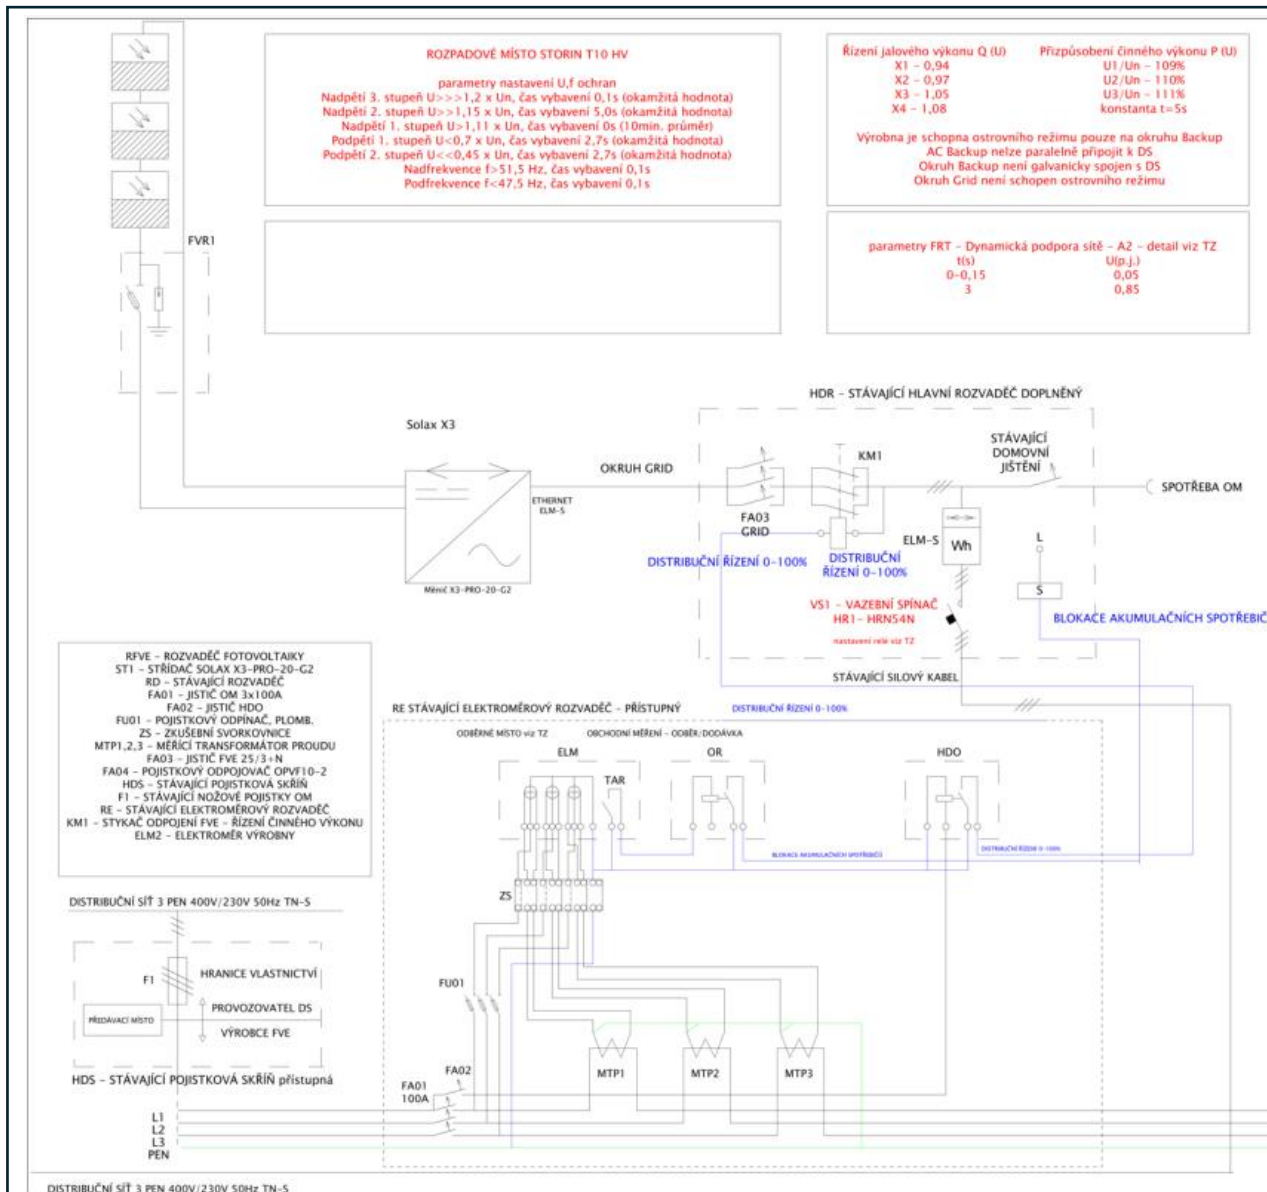 ROZPADOVÉ MÍSTO STORIN T10 HV
parametry nastavení U,f ochran
Nadpětí 3. stupeň U>>>1,2 x Un, čas vybavení 0,1s (okamžitá hodnota)
Nadpětí 2. stupeň U>>1,15 x Un, čas vybavení 5,0s (okamžitá hodnota)
Nadpětí 1. stupeň U>1,11 x Un, čas vybavení 0s (10min. průměr)
Podpětí 1. stupeň U<0,7 x Un, čas vybavení 2,7s (okamžitá hodnota)
Podpětí 2. stupeň U<<0,45 x Un, čas vybavení 2,7s (okamžitá hodnota)
Nadfrekvence f>51,5 Hz, čas vybavení 0,1s
Podfrekvence f<47,5 Hz, čas vybavení 0,1s
Řízení jalového výkonu Q (U) Přizpůsobení činného výkonu P (U)
X1 – 0,94 U1/Un – 109%
X2 – 0,97 U2/Un – 110%
X3 – 1,05 U3/Un – 111%
X4 – 1,08 konstanta t=5s
Výrobna je schopna ostrovního režimu pouze na okruhu Backup
AC Backup nelze paralelně připojit k DS
Okruh Backup není galvanicky spojen s DS
Okruh Grid není schopen ostrovního režimu
parametry FRT – Dynamická podpora sítě – A2 – detail viz TZ
t(s) U(p.j.)
0–0,15 0,05
3 0,85
FVR1
HDR – STÁVAJÍCÍ HLAVNÍ ROZVADĚČ DOPLNĚNÝ
Solax X3
OKRUH GRID
KM1
STÁVAJÍCÍ
DOMOVNÍ
JIŠTĚNÍ
SPOTŘEBA OM
ETHERNET
ELM-S
FA03
GRID
ELM-S
Wh
L
S
DISTRIBUČNÍ ŘÍZENÍ 0–100%
DISTRIBUČNÍ
ŘÍZENÍ 0–100%
Měnič X3-PRO-20-G2
VS1 – VAZEBNÍ SPÍNAČ
HR1– HRN54N
nastavení relé viz TZ
BLOKACE AKUMULAČNÍCH SPOTŘEBIČ
STÁVAJÍCÍ SILOVÝ KABEL
RFVE – ROZVADĚČ FOTOVOLTAIKY
ST1 – STŘÍDAČ SOLAX X3-PRO-20-G2
RD – STÁVAJÍCÍ ROZVADĚČ
FA01 – JISTIČ OM 3x100A
FA02 – JISTIČ HDO
FU01 – POJISTKOVÝ ODPÍNAČ, PLOMB.
ZS – ZKUŠEBNÍ SVORKOVNICE
MTP1,2,3 – MĚŘÍCÍ TRANSFORMÁTOR PROUDU
FA03 – JISTIČ FVE 25/3+N
FA04 – POJISTKOVÝ ODPOJOVAČ OPVF10-2
HDS – STÁVAJÍCÍ POJISTKOVÁ SKŘÍŇ
F1 – STÁVAJÍCÍ NOŽOVÉ POJISTKY OM
RE – STÁVAJÍCÍ ELEKTROMĚROVÝ ROZVADĚČ
KM1 – STYKAČ ODPOJENÍ FVE – ŘÍZENÍ ČINNÉHO VÝKONU
ELM2 – ELEKTROMĚR VÝROBNY
RE STÁVAJÍCÍ ELEKTROMĚROVÝ ROZVADĚČ – PŘÍSTUPNÝ
DISTRIBUČNÍ ŘÍZENÍ 0–100%
ODBĚRNÉ MÍSTO viz TZ
OBCHODNÍ MĚŘENÍ – ODBĚR/DODÁVKA
ELM
OR
HDO
TAR
BLOKACE AKUMULAČNÍCH SPOTŘEBIČŮ
DISTRIBUČNÍ ŘÍZENÍ 0–100%
ZS
DISTRIBUČNÍ SÍŤ 3 PEN 400V/230V 50Hz TN-S
F1
HRANICE VLASTNICTVÍ
PROVOZOVATEL DS
PŘEDÁVACÍ MÍSTO
VÝROBCE FVE
HDS – STÁVAJÍCÍ POJISTKOVÁ SKŘÍŇ přístupná
FU01
MTP1
MTP2
MTP3
FA02
FA01
100A
L1
L2
L3
PEN
DISTRIBUČNÍ SÍŤ 3 PEN 400V/230V 50Hz TN-S